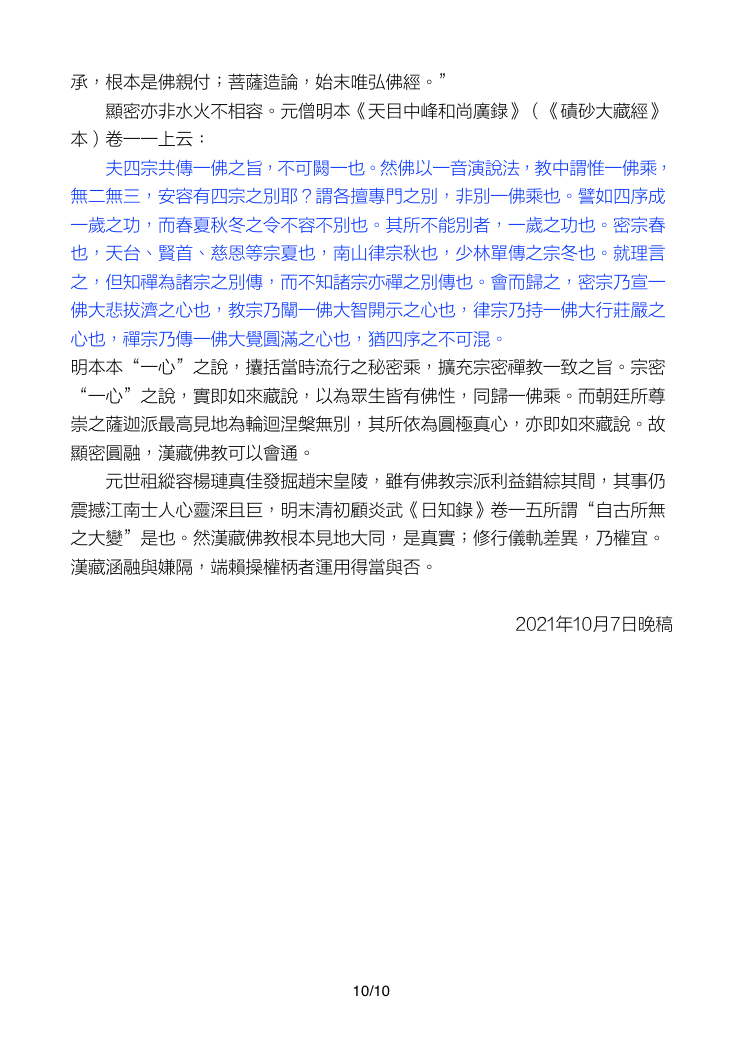 承，根本是佛親付；菩薩造論，始末唯弘佛經。”
顯密亦非水火不相容。元僧明本《天目中峰和尚廣錄》（《磧砂大藏經》
本）卷一一上云：
夫四宗共傳一佛之旨，不可闕一也。然佛以一音演說法，教中謂惟一佛乘，
無二無三，安容有四宗之別耶？謂各擅專門之別，非別一佛乘也。譬如四序成
一歲之功，而春夏秋冬之令不容不別也。其所不能別者，一歲之功也。密宗春
也，天台、賢首、慈恩等宗夏也，南山律宗秋也，少林單傳之宗冬也。就理言
之，但知禪為諸宗之別傳，而不知諸宗亦禪之別傳也。會而歸之，密宗乃宣一
佛大悲拔濟之心也，教宗乃闡一佛大智開示之心也，律宗乃持一佛大行莊嚴之
心也，禪宗乃傳一佛大覺圓滿之心也，猶四序之不可混。
明本本“一心”之說，攘括當時流行之秘密乘，擴充宗密禪教一致之旨。宗密
“一心”之說，實即如來藏說，以為眾生皆有佛性，同歸一佛乘。而朝廷所尊
崇之薩迦派最高見地為輪迴涅槃無別，其所依為圓極真心，亦即如來藏說。故
顯密圓融，漢藏佛教可以會通。
元世祖縱容楊璉真佳發掘趙宋皇陵，雖有佛教宗派利益錯綜其間，其事仍
震撼江南士人心靈深且巨，明末清初顧炎武《日知錄》卷一五所謂“自古所無
之大變”是也。然漢藏佛教根本見地大同，是真實；修行儀軌差異，乃權宜。
漢藏涵融與嫌隔，端賴操權柄者運用得當與否。
2021年10月7日晚稿
10/10